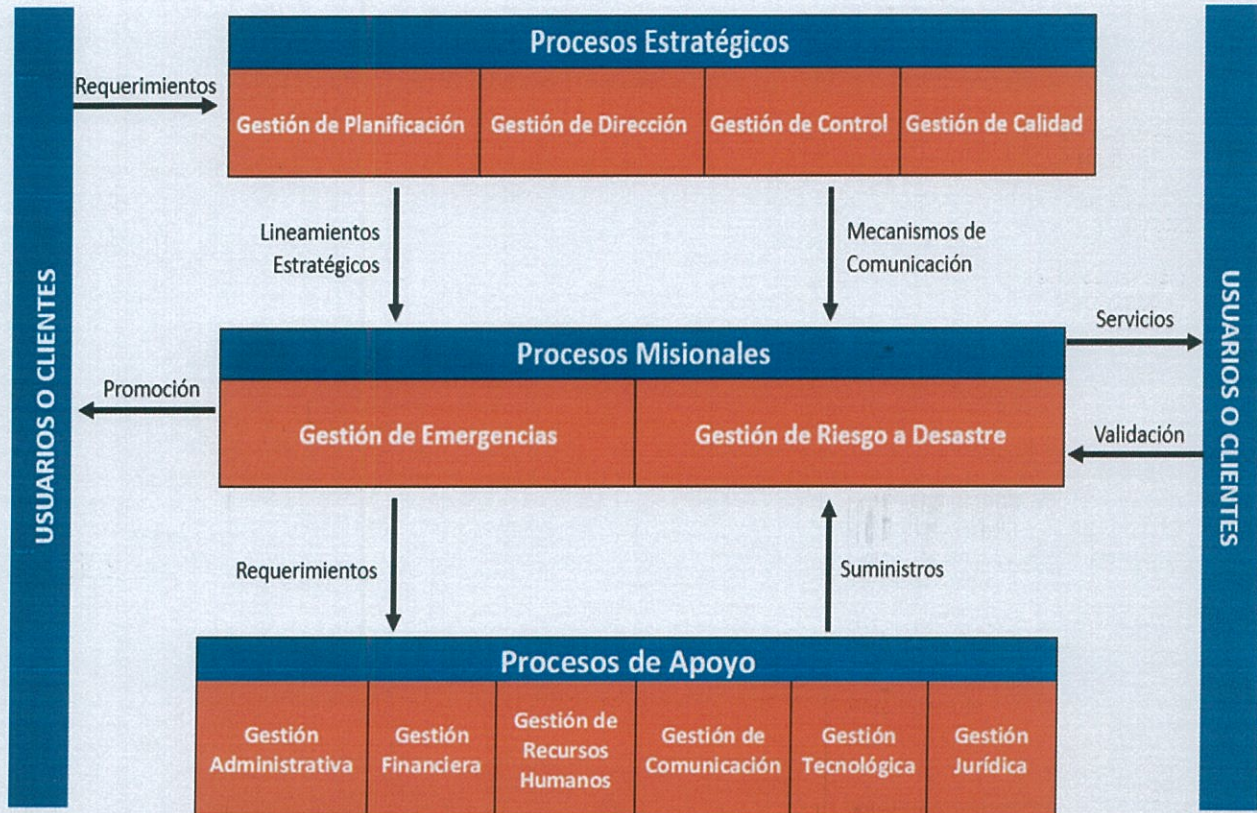 Procesos Estratégicos
Requerimientos
Gestión de Planificación
Gestión de Dirección
Gestión de Control
Gestión de Calidad
Lineamientos
Estratégicos
Mecanismos de
Comunicación
USUARIOS O CLIENTES
Procesos Misionales
Servicios
USUARIOS O CLIENTES
Promoción
Gestión de Emergencias
Gestión de Riesgo a Desastre
Validación
Requerimientos
Suministros
Procesos de Apoyo
Gestión
Administrativa
Gestión
Financiera
Gestión de
Recursos
Humanos
Gestión de
Comunicación
Gestión
Tecnológica
Gestión
Jurídica